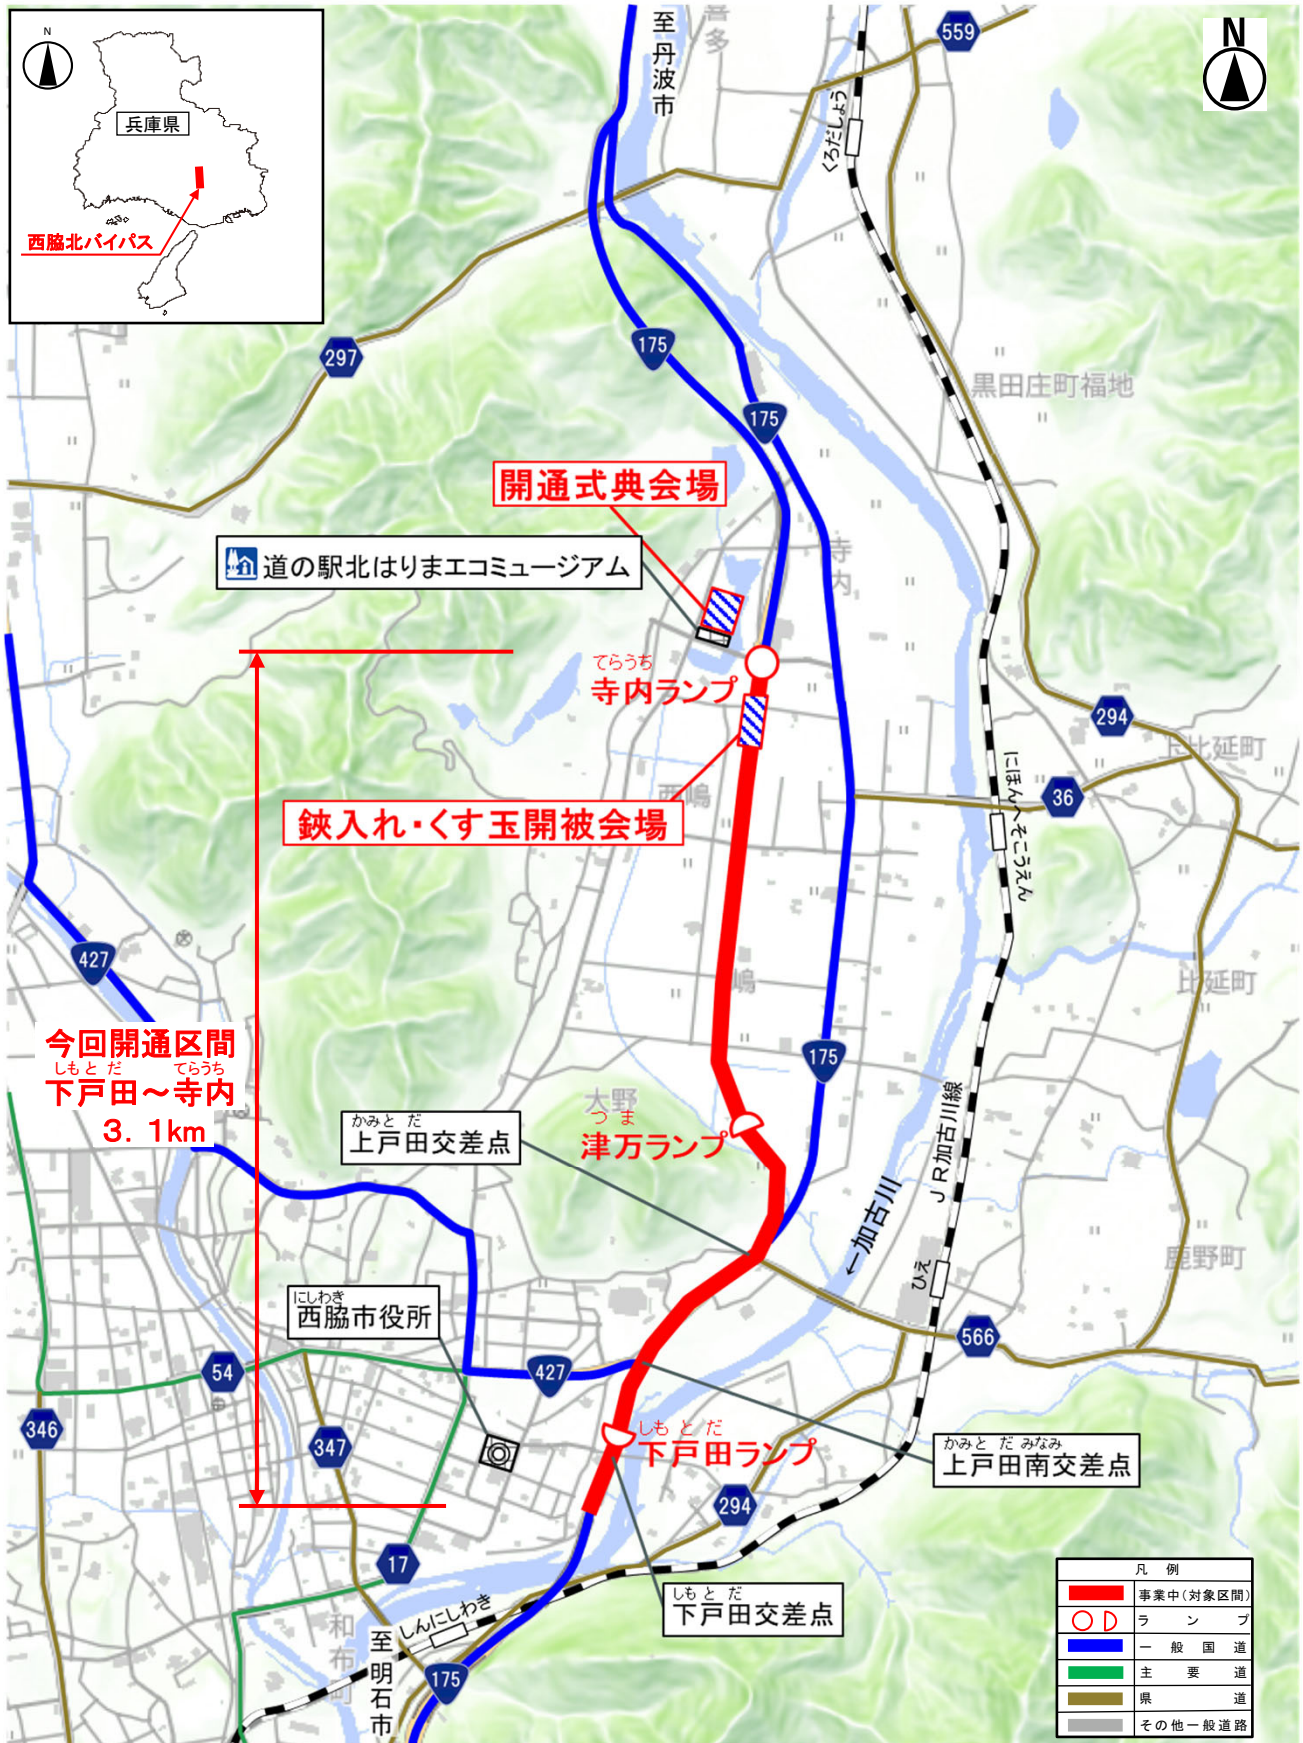 N
兵庫県
西脇北バイパス
至丹波市
喜多
559
N
36
くろだしょう
297
175
175
黒田庄町福地
開通式典会場
道の駅北はりまエコミュージアム
寺内
てらうち
寺内ランプ
294
上比延町
西嶋
36
鋏入れ・くす玉開被会場
にほんへそこうえん
427
嶋
比延町
今回開通区間
しもとだ てらうち
下戸田～寺内
3.1km
175
大野
つま
津万ランプ
かみとだ
上戸田交差点
JR加古川線
←加古川
ひえ
鹿野町
にしわき
西脇市役所
566
54
427
346
347
しもとだ
下戸田ランプ
かみとだみなみ
上戸田南交差点
294
17
しもとだ
下戸田交差点
和布町
しんにしわき
至明石市
175
凡例
事業中(対象区間)
ランプ
一般国道
主要道
県道
その他一般道路